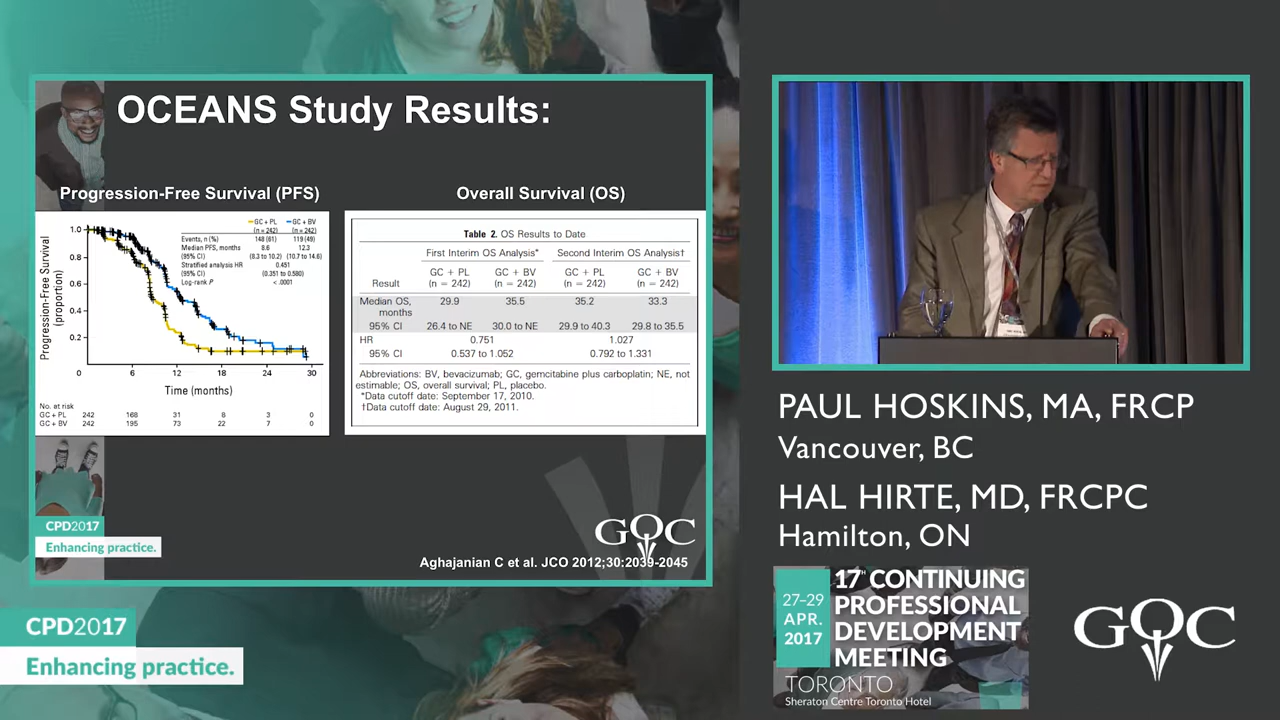 OCEANS Study Results:
Progression-Free Survival (PFS)
Progression-Free Survival
(proportion)
1.0
0.8
0.6
0.4
0.2
0
6
12
18
24
30
Time (months)
GC + PL GC + BV
(n = 242) (n = 242)
Events, n (%) 148 (61) 119 (49)
Median PFS, months 8.6 12.3
(95% CI) (8.3 to 10.2) (10.7 to 14.6)
Stratified analysis HR 0.451
(95% CI) (0.351 to 0.580)
Log-rank P < .0001
No. at risk
GC + PL 242 168 31 8 3 0
GC + BV 242 195 73 22 7 0
Overall Survival (OS)
Table 2. OS Results to Date
First Interim OS Analysis* Second Interim OS Analysis†
GC + PL GC + BV GC + PL GC + BV
Result (n = 242) (n = 242) (n = 242) (n = 242)
Median OS, 29.9 35.5 35.2 33.3
months
95% CI 26.4 to NE 30.0 to NE 29.9 to 40.3 29.8 to 35.5
HR 0.751 1.027
95% CI 0.537 to 1.052 0.792 to 1.331
Abbreviations: BV, bevacizumab; GC, gemcitabine plus carboplatin; NE, not
estimable; OS, overall survival; PL, placebo.
*Data cutoff date: September 17, 2010.
†Data cutoff date: August 29, 2011.
CPD2017
Enhancing practice.
GOC
Aghajanian C et al. JCO 2012;30:2039-2045
CPD2017
Enhancing practice.
PAUL HOSKINS, MA, FRCP
Vancouver, BC
HAL HIRTE, MD, FRCPC
Hamilton, ON
27–29
APR.
2017
17TH CONTINUING
PROFESSIONAL
DEVELOPMENT
MEETING
TORONTO
Sheraton Centre Toronto Hotel
GOC